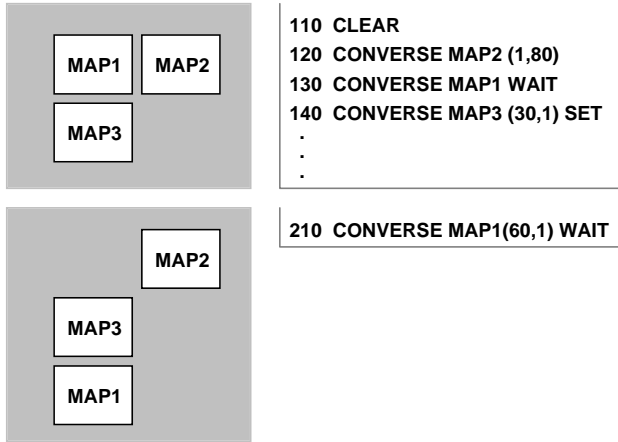 MAP1 MAP2
MAP3
110 CLEAR
120 CONVERSE MAP2 (1,80)
130 CONVERSE MAP1 WAIT
140 CONVERSE MAP3 (30,1) SET
.
.
.
MAP2
MAP3
MAP1
210 CONVERSE MAP1(60,1) WAIT